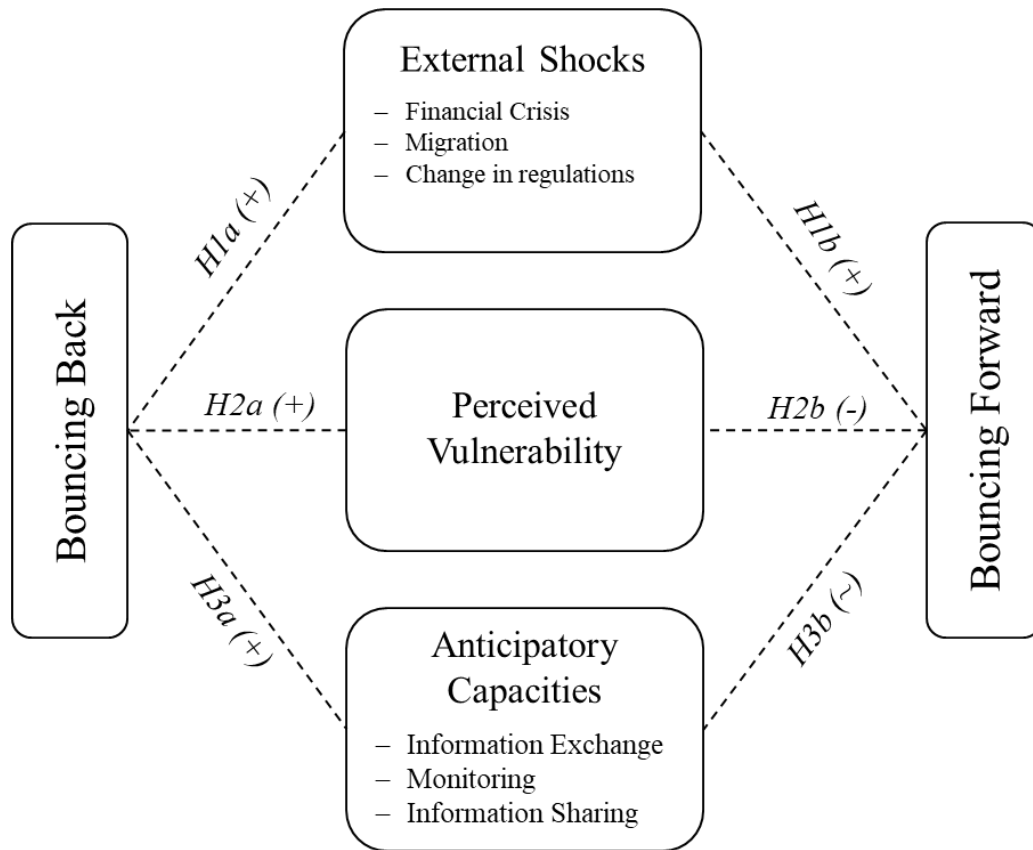 External Shocks
– Financial Crisis
– Migration
– Change in regulations
H1a (+)
H1b (+)
Bouncing Back
H2a (+)
Perceived
Vulnerability
H2b (-)
Bouncing Forward
H3a (+)
H3b (~)
Anticipatory
Capacities
– Information Exchange
– Monitoring
– Information Sharing